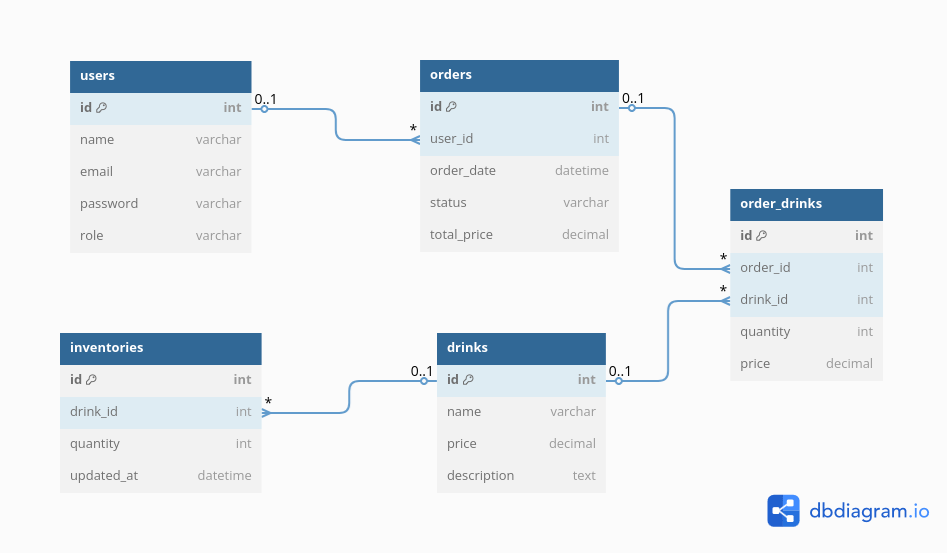 users
id int
name varchar
email varchar
password varchar
role varchar
0..1
*
orders
id int
user_id int
order_date datetime
status varchar
total_price decimal
0..1
*
*
order_drinks
id int
order_id int
drink_id int
quantity int
price decimal
inventories
id int
drink_id int
quantity int
updated_at datetime
*
0..1
drinks
id int
name varchar
price decimal
description text
0..1
dbdiagram.io